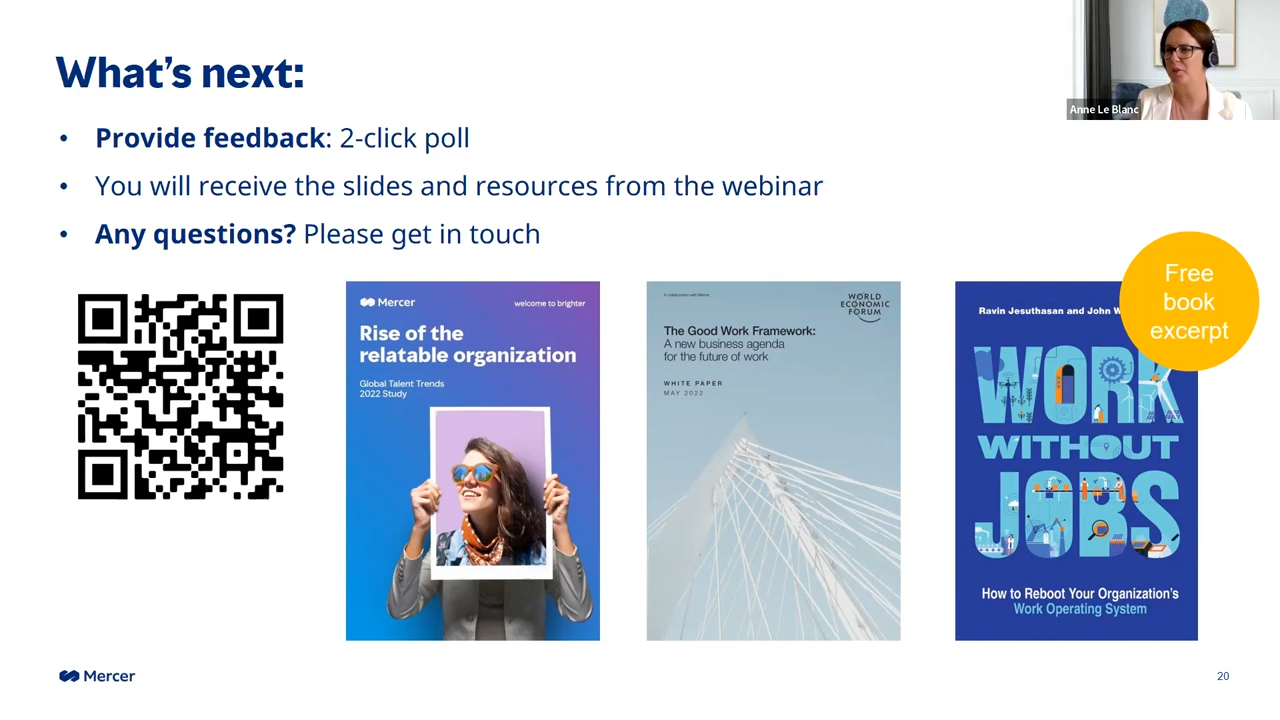 What's next:
Anne Le Blanc
• Provide feedback: 2-click poll
• You will receive the slides and resources from the webinar
• Any questions? Please get in touch
Mercer
welcome to brighter
Rise of the
relatable organization
Global Talent Trends
2022 Study
In collaboration with Mercer
WORLD
ECONOMIC
FORUM
The Good Work Framework:
A new business agenda
for the future of work
WHITE PAPER
MAY 2022
Free
book
excerpt
Ravin Jesuthasan and John W
WORK
WITHOUT
JOBS
How to Reboot Your Organization's
Work Operating System
Mercer
20